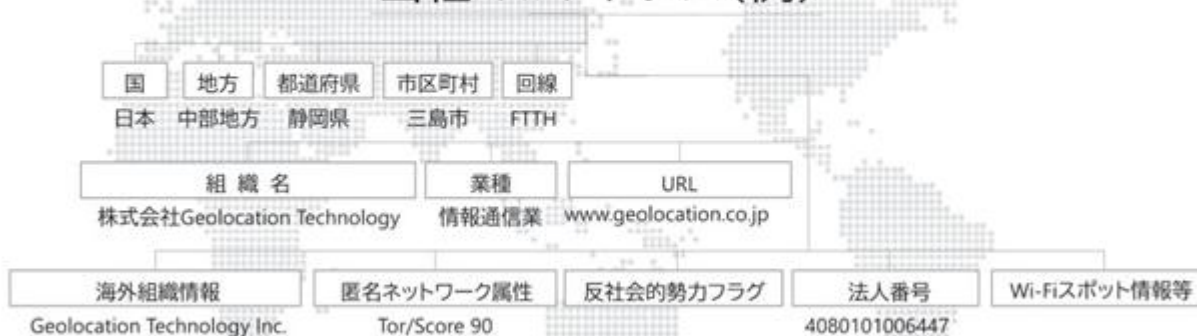 国 地方 都道府県 市区町村 回線
日本 中部地方 静岡県 三島市 FTTH
組織名 業種 URL
株式会社Geolocation Technology 情報通信業 www.geolocation.co.jp
海外組織情報 匿名ネットワーク属性 反社会的勢力フラグ 法人番号 Wi-Fiスポット情報等
Geolocation Technology Inc. Tor/Score 90 4080101006447